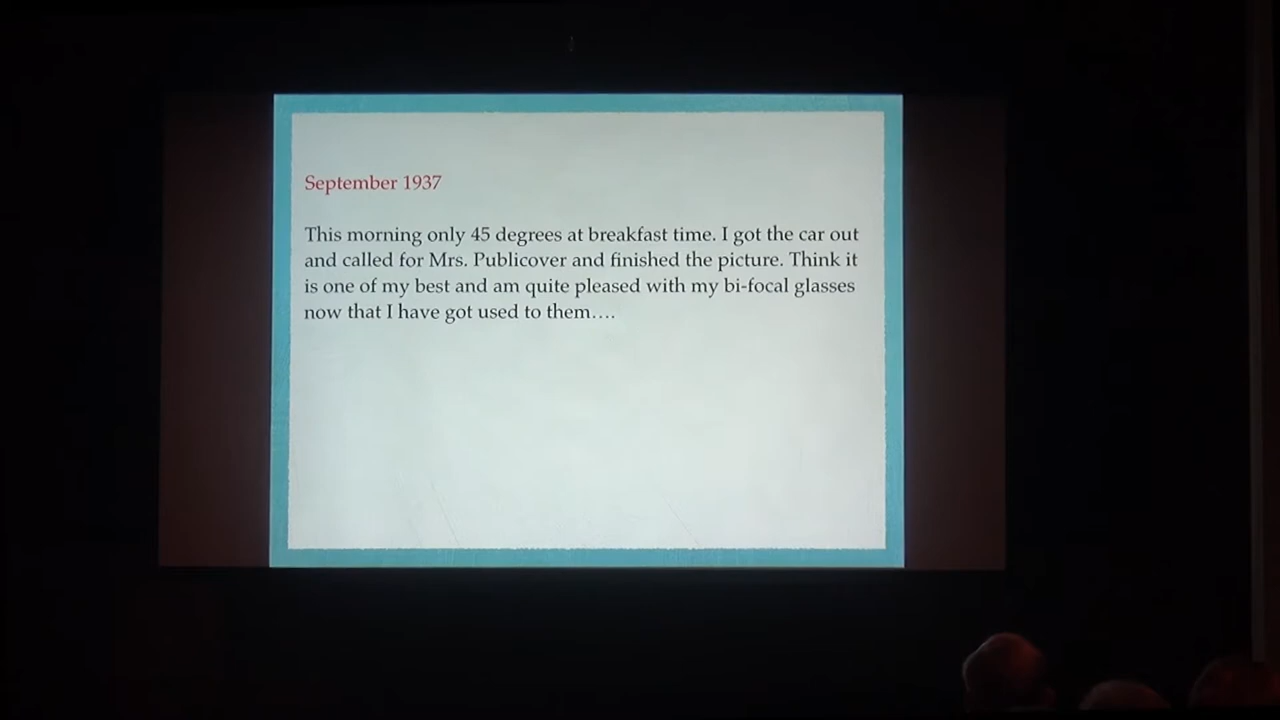 September 1937
This morning only 45 degrees at breakfast time. I got the car out
and called for Mrs. Publicover and finished the picture. Think it
is one of my best and am quite pleased with my bi-focal glasses
now that I have got used to them….